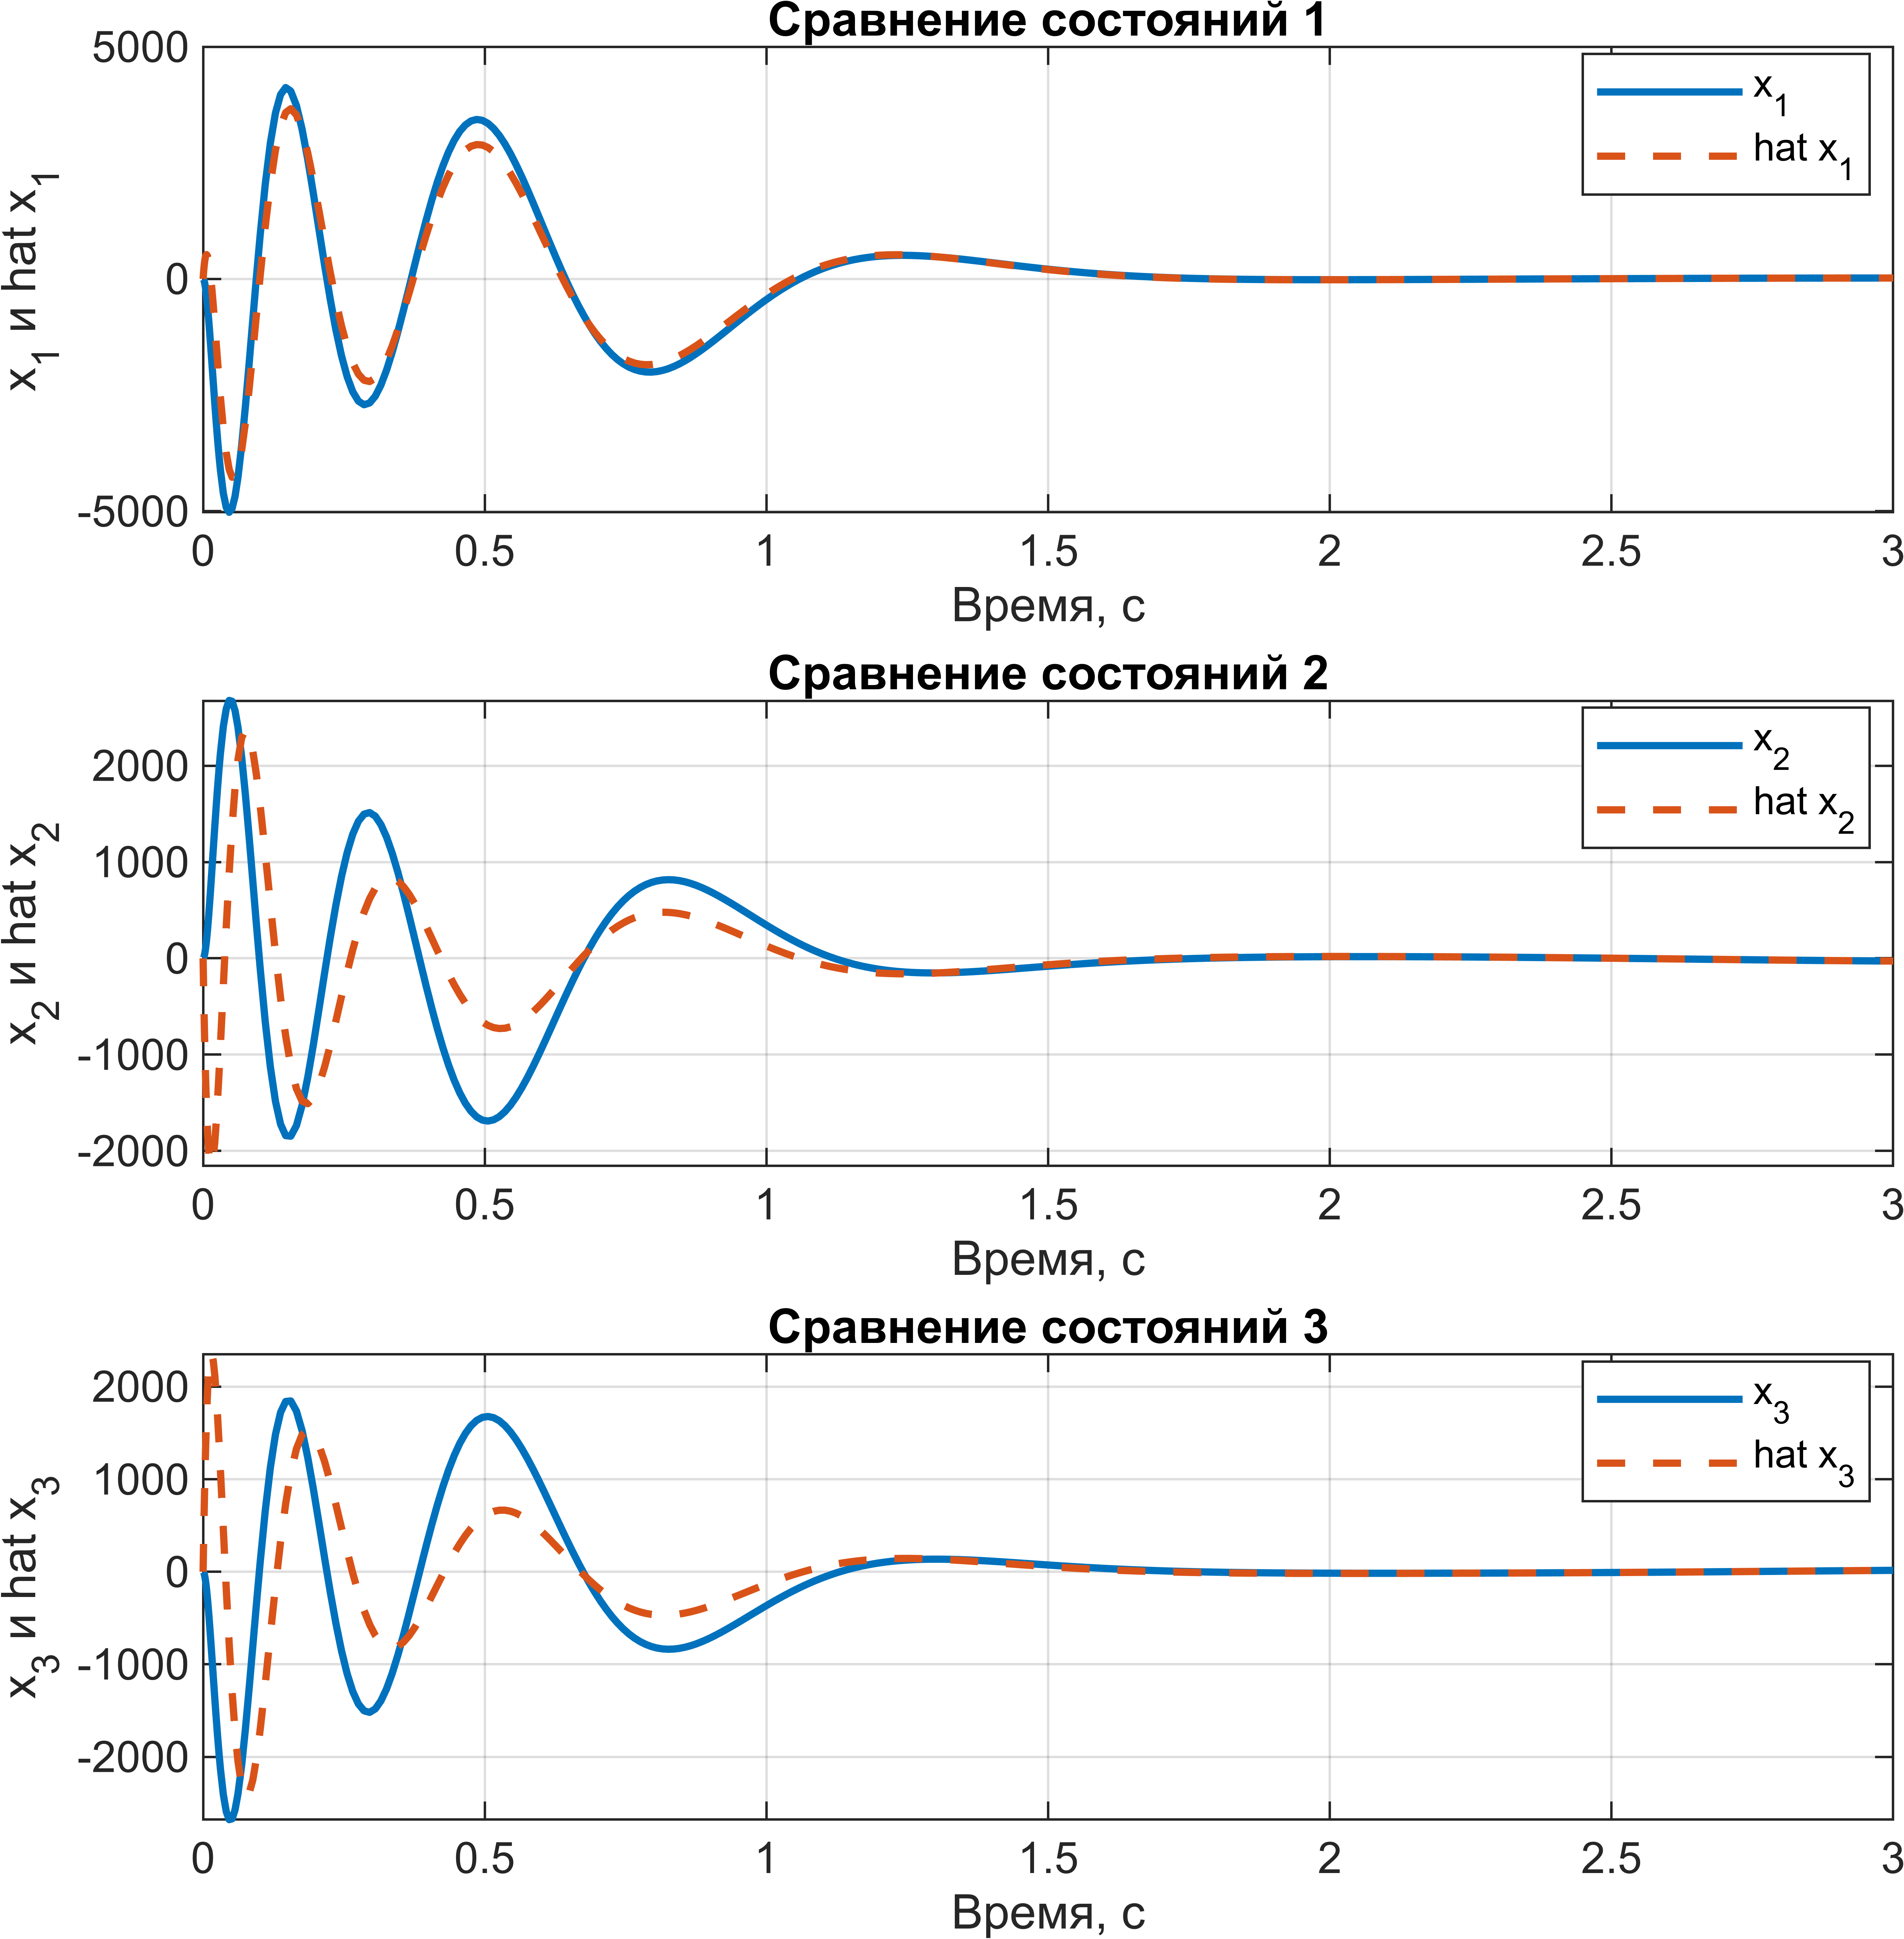 Сравнение состояний 1
5000
0
-5000
x₁ и hat x₁
x₁
hat x₁
0 0.5 1 1.5 2 2.5 3
Время, с
Сравнение состояний 2
2000
1000
0
-1000
-2000
x₂ и hat x₂
x₂
hat x₂
0 0.5 1 1.5 2 2.5 3
Время, с
Сравнение состояний 3
2000
1000
0
-1000
-2000
x₃ и hat x₃
x₃
hat x₃
0 0.5 1 1.5 2 2.5 3
Время, с